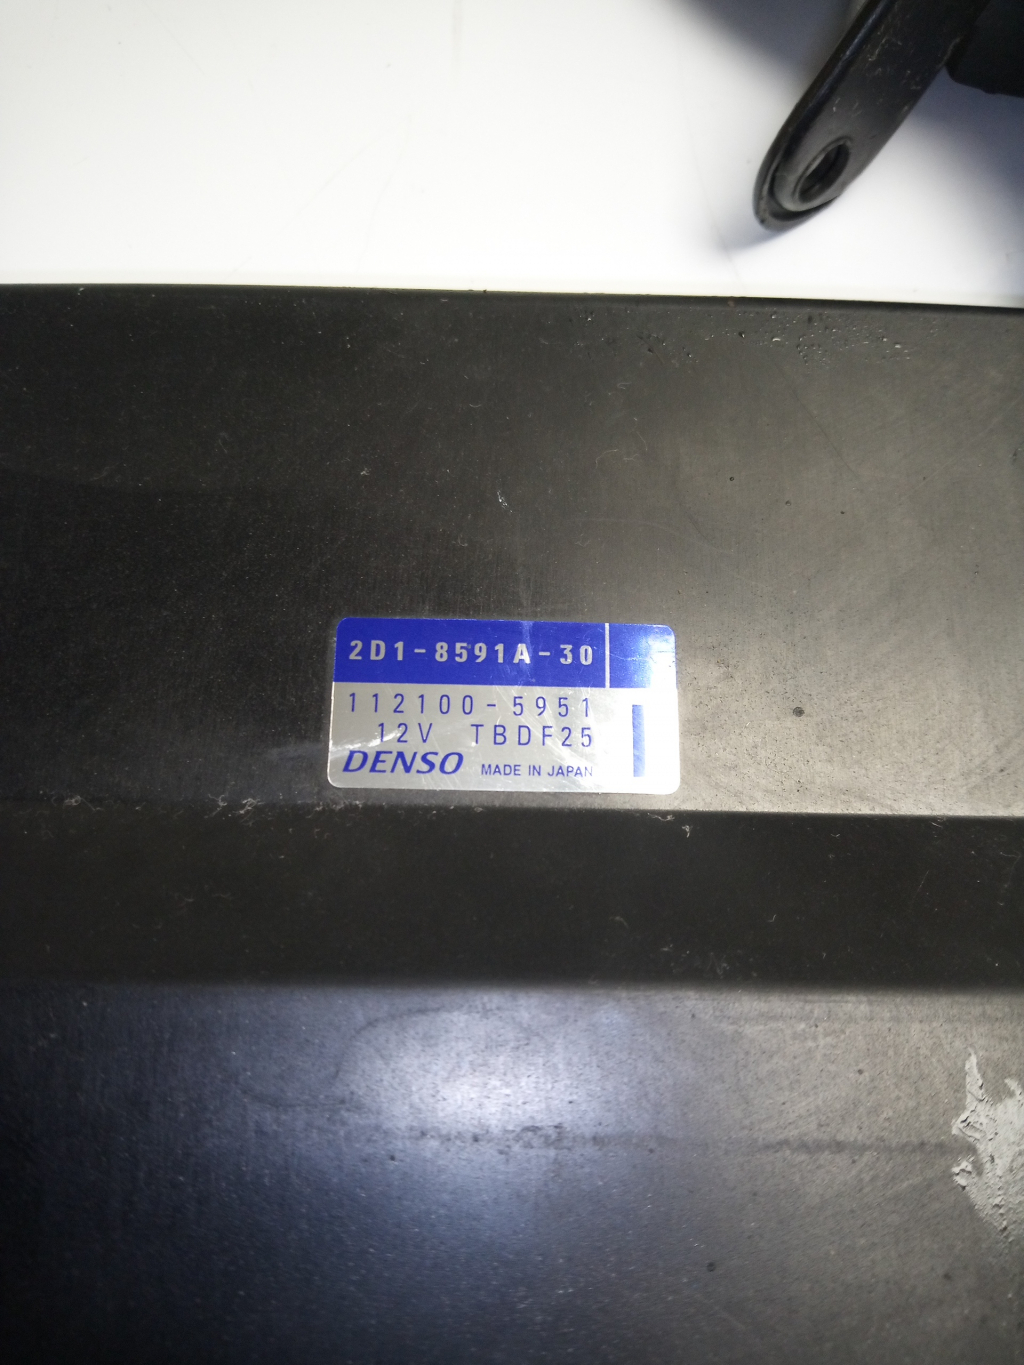 2D1-8591A-30
112100-5951
12V TBDF25
DENSO MADE IN JAPAN